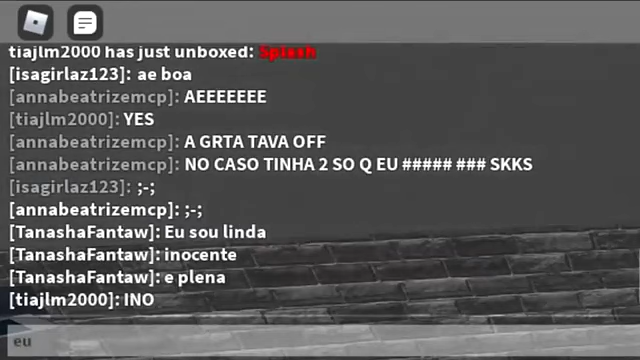 tiajlm2000 has just unboxed: Splash
[isagirlaz123]: ae boa
[annabeatrizemcp]: AEEEEEEE
[tiajlm2000]: YES
[annabeatrizemcp]: A GRTA TAVA OFF
[annabeatrizemcp]: NO CASO TINHA 2 SO Q EU ##### ### SKKS
[isagirlaz123]: ;-;
[annabeatrizemcp]: ;-;
[TanashaFantaw]: Eu sou linda
[TanashaFantaw]: inocente
[TanashaFantaw]: e plena
[tiajlm2000]: INO
eu